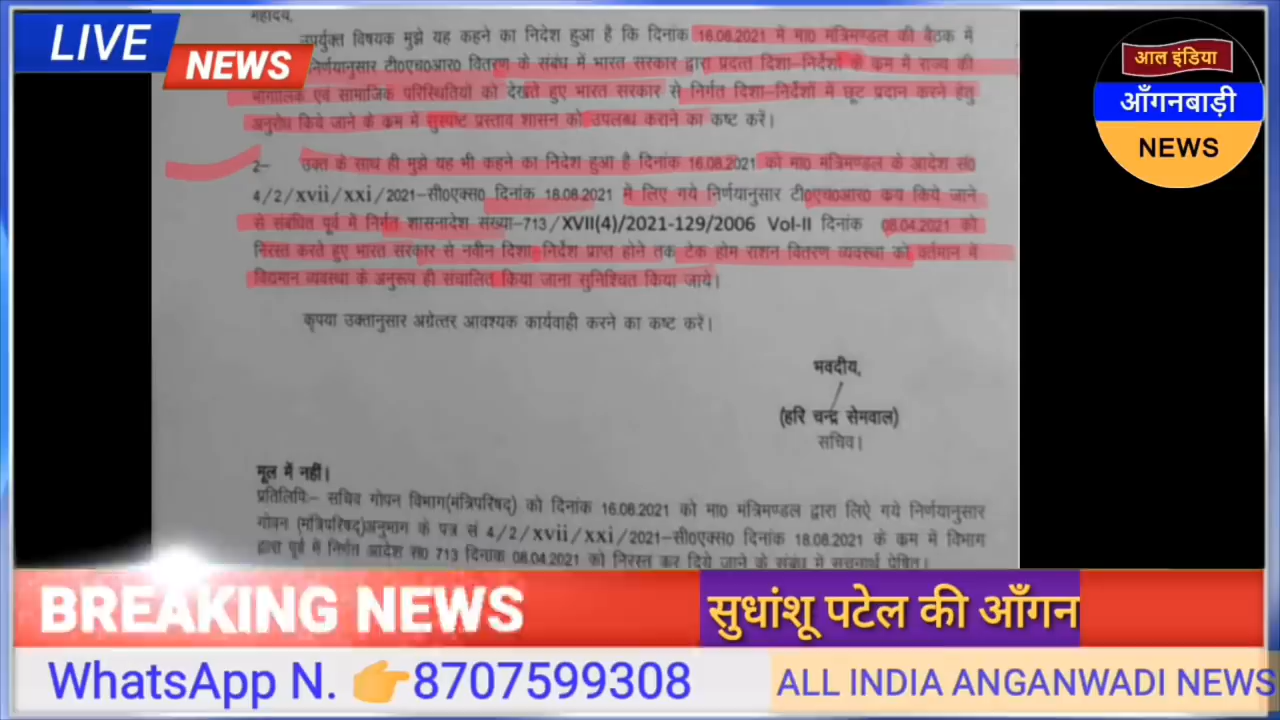 महोदय,
LIVE
NEWS
आल इंडिया
आँगनबाड़ी
NEWS
उपर्युक्त विषयक मुझे यह कहने का निदेश हुआ है कि दिनांक 16.08.2021 में मा0 मंत्रिमण्डल की बैठक में
निर्णयानुसार टी0एच0आर0 वितरण के संबंध में भारत सरकार द्वारा प्रदत्त दिशा–निर्देशों के कम में राज्य की
भौगोलिक एवं सामाजिक परिस्थितियों को देखते हुए भारत सरकार से निर्गत दिशा–निर्देशों में छूट प्रदान करने हेतु
अनुरोध किये जाने के कम में सुस्पष्ट प्रस्ताव शासन को उपलब्ध कराने का कष्ट करें।
2– उक्त के साथ ही मुझे यह भी कहने का निदेश हुआ है दिनांक 16.08.2021 को मा0 मंत्रिमण्डल के आदेश सं0
4/2/xvii/xxi/2021–सी0एक्स0 दिनांक 18.08.2021 में लिए गये निर्णयानुसार टी0एच0आर0 कय किये जाने
से संबंधित पूर्व में निर्गत शासनादेश संख्या–713/XVII(4)/2021-129/2006 Vol-II दिनांक 08.04.2021 को
निरस्त करते हुए भारत सरकार से नवीन दिशा निर्देश प्राप्त होने तक टेक होम राशन वितरण व्यवस्था को वर्तमान में
विद्यमान व्यवस्था के अनुरूप ही संचालित किया जाना सुनिश्चित किया जाये।
कृपया उक्तानुसार अग्रेत्तर आवश्यक कार्यवाही करने का कष्ट करें।
भवदीय,
(हरि चन्द्र सेमवाल)
सचिव।
मूल में नहीं।
प्रतिलिपिः– सचिव गोपन विभाग(मंत्रिपरिषद्) को दिनांक 16.08.2021 को मा0 मंत्रिमण्डल द्वारा लिऐ गये निर्णयानुसार
गोपन (मंत्रिपरिषद्)अनुभाग के पत्र सं 4/2/xvii/xxi/2021–सी0एक्स0 दिनांक 18.08.2021 के कम में विभाग
द्वारा पूर्व में निर्गत आदेश स0 713 दिनांक 08.04.2021 को निरस्त कर दिये जाने के संबंध में सूचनार्थ प्रेषित।
BREAKING NEWS
सुधांशू पटेल की आँगन
WhatsApp N. 👉8707599308
ALL INDIA ANGANWADI NEWS